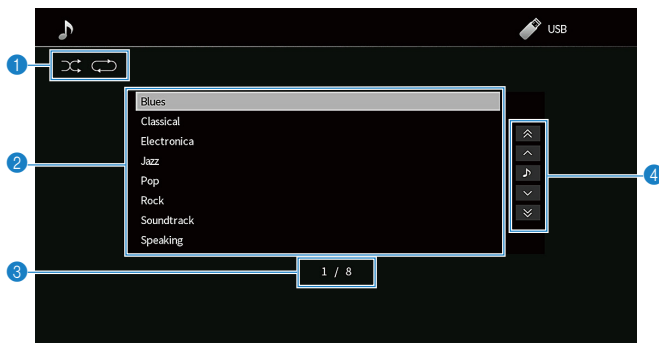 USB
1
Blues
Classical
Electronica
2
Jazz
4
Pop
Rock
Soundtrack
Speaking
3
1 / 8